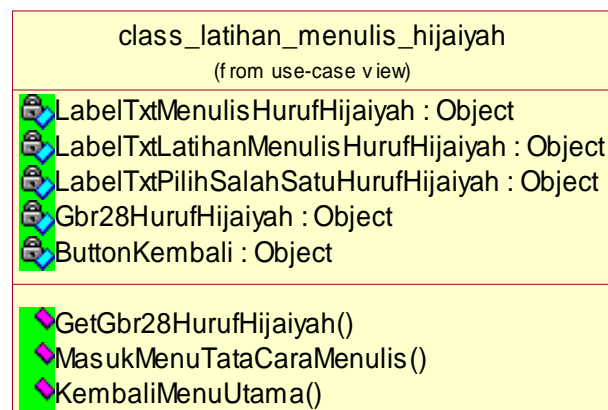 class_latihan_menulis_hijaiyah
(from use-case view)
LabelTxtMenulisHurufHijaiyah : Object
LabelTxtLatihanMenulisHurufHijaiyah : Object
LabelTxtPilihSalahSatuHurufHijaiyah : Object
Gbr28HurufHijaiyah : Object
ButtonKembali : Object
GetGbr28HurufHijaiyah()
MasukMenuTataCaraMenulis()
KembaliMenuUtama()